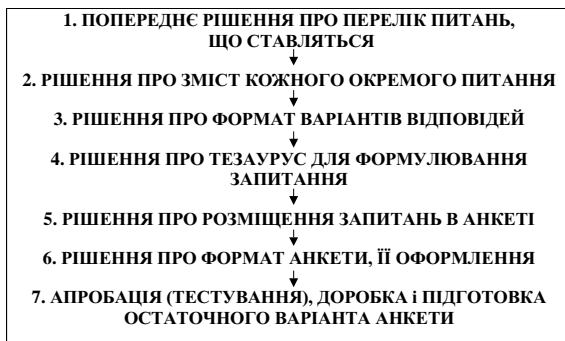 1. ПОПЕРЕДНЄ РІШЕННЯ ПРО ПЕРЕЛІК ПИТАНЬ,
ЩО СТАВЛЯТЬСЯ
2. РІШЕННЯ ПРО ЗМІСТ КОЖНОГО ОКРЕМОГО ПИТАННЯ
3. РІШЕННЯ ПРО ФОРМАТ ВАРІАНТІВ ВІДПОВІДЕЙ
4. РІШЕННЯ ПРО ТЕЗАУРУС ДЛЯ ФОРМУЛЮВАННЯ
ЗАПИТАННЯ
5. РІШЕННЯ ПРО РОЗМІЩЕННЯ ЗАПИТАНЬ В АНКЕТІ
6. РІШЕННЯ ПРО ФОРМАТ АНКЕТИ, ЇЇ ОФОРМЛЕННЯ
7. АПРОБАЦІЯ (ТЕСТУВАННЯ), ДОРОБКА і ПІДГОТОВКА
ОСТАТОЧНОГО ВАРІАНТА АНКЕТИ